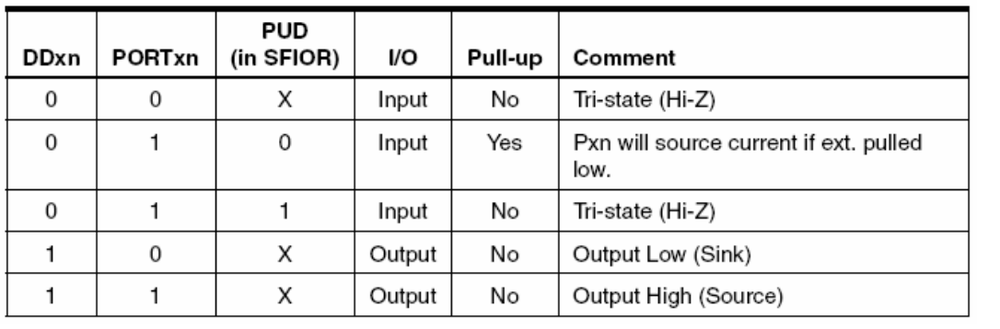 DDxn PORTxn PUD (in SFIOR) I/O Pull-up Comment
0 0 X Input No Tri-state (Hi-Z)
0 1 0 Input Yes Pxn will source current if ext. pulled
low.
0 1 1 Input No Tri-state (Hi-Z)
1 0 X Output No Output Low (Sink)
1 1 X Output No Output High (Source)